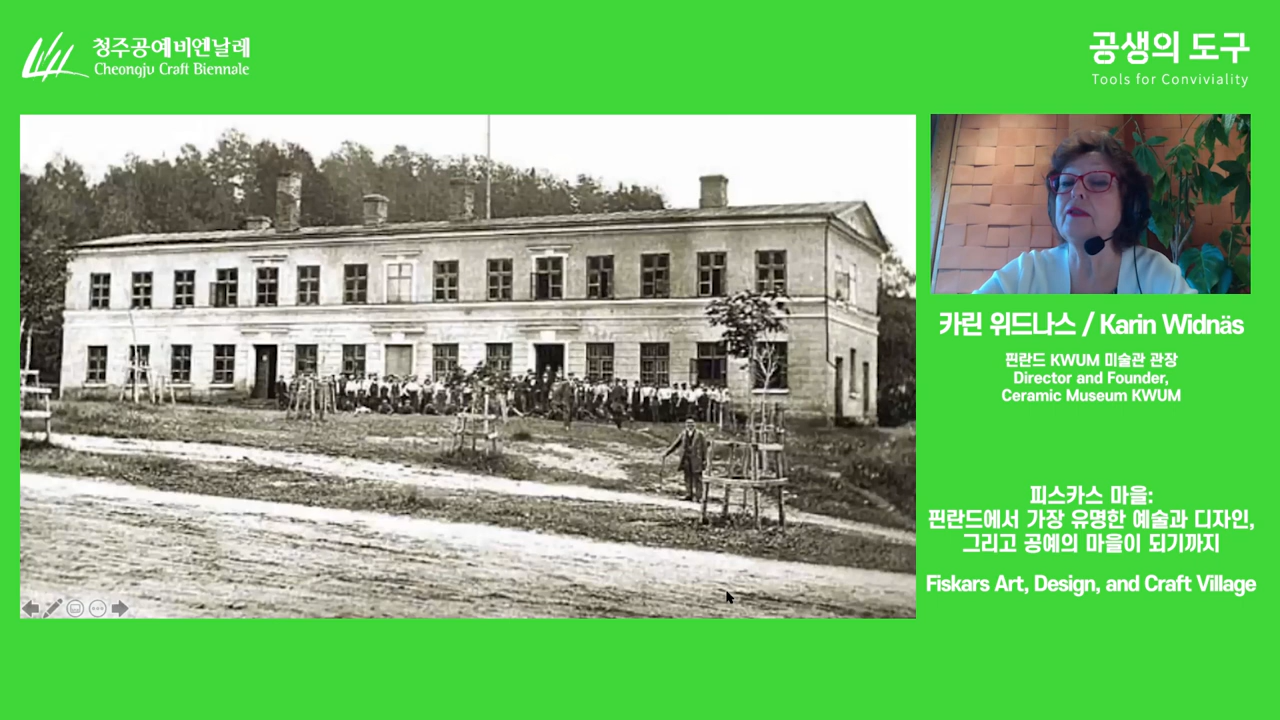 청주공예비엔날레
Cheongju Craft Biennale
공생의 도구
Tools for Conviviality
카린 위드나스 / Karin Widnäs
핀란드 KWUM 미술관 관장
Director and Founder,
Ceramic Museum KWUM
피스카스 마을:
핀란드에서 가장 유명한 예술과 디자인,
그리고 공예의 마을이 되기까지
Fiskars Art, Design, and Craft Village